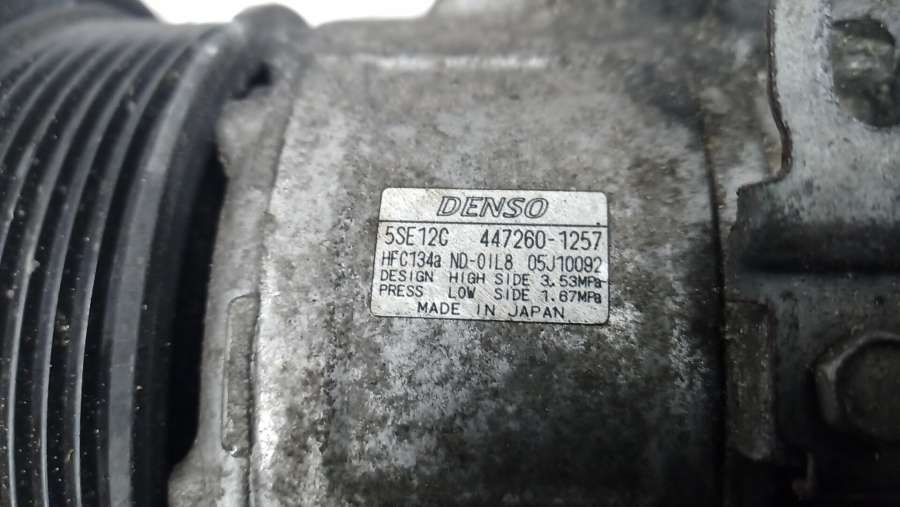 DENSO
5SE12C 447260-1257
HFC134a ND-OIL8 05J10092
DESIGN HIGH SIDE 3.53MPa
PRESS LOW SIDE 1.67MPa
MADE IN JAPAN